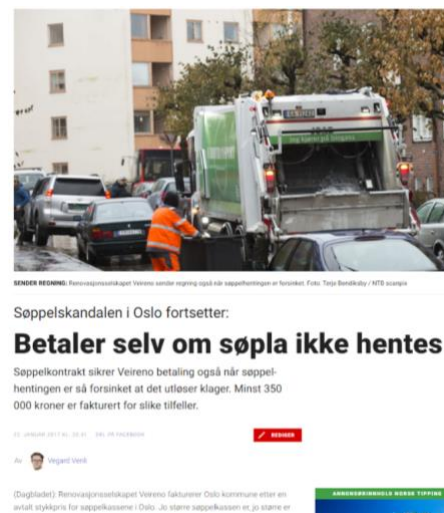 SENDER REGNING: Renovasjonsselskapet Veireno sender regning også når søppelhentingen er forsinket. Foto: Terje Bendiksby / NTB scanpix
Søppelskandalen i Oslo fortsetter:
Betaler selv om søpla ikke hentes
Søppelkontrakt sikrer Veireno betaling også når søppel-
hentingen er så forsinket at det utløser klager. Minst 350
000 kroner er fakturert for slike tilfeller.
DEL PÅ FACEBOOK
REDIGER
Av Vegard Venli
(Dagbladet): Renovasjonsselskapet Veireno fakturerer Oslo kommune etter en
avtalt stykkpris for søppelkassene i Oslo. Jo større søppelkassen er, jo større er
ANNONSØRINNHOLD NORSK TIPPING